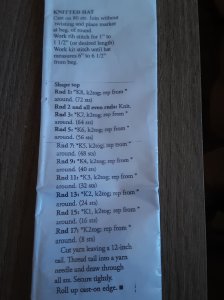 KNITTED HAT
Cast on 80 sts. Join without
twisting and place marker
at beg. of round.
Work rib stitch for 1" to
1 1/2" (or desired length)
Work knit stitch until hat
measures 6" to 6 1/2"
from beg.
Shape top
Rnd 1: *K8, k2tog; rep from *
around. (72 sts)
Rnd 2 and all even rnds: Knit.
Rnd 3: *K7, k2tog; rep from *
around. (64 sts)
Rnd 5: *K6, k2tog; rep from *
around. (56 sts)
Rnd 7: *K5, k2tog; rep from *
around. (48 sts)
Rnd 9: *K4, k2tog; rep from *
around. (40 sts)
Rnd 11: *K3, k2tog; rep from *
around. (32 sts)
Rnd 13: *K2, k2tog; rep from *
around. (24 sts)
Rnd 15: *K1, k2tog; rep from *
around. (16 sts)
Rnd 17: *K2tog; rep from *
around. (8 sts)
Cut yarn leaving a 12-inch
tail. Thread tail into a yarn
needle and draw through
all sts. Secure tightly.
Roll up cast-on edge. ■